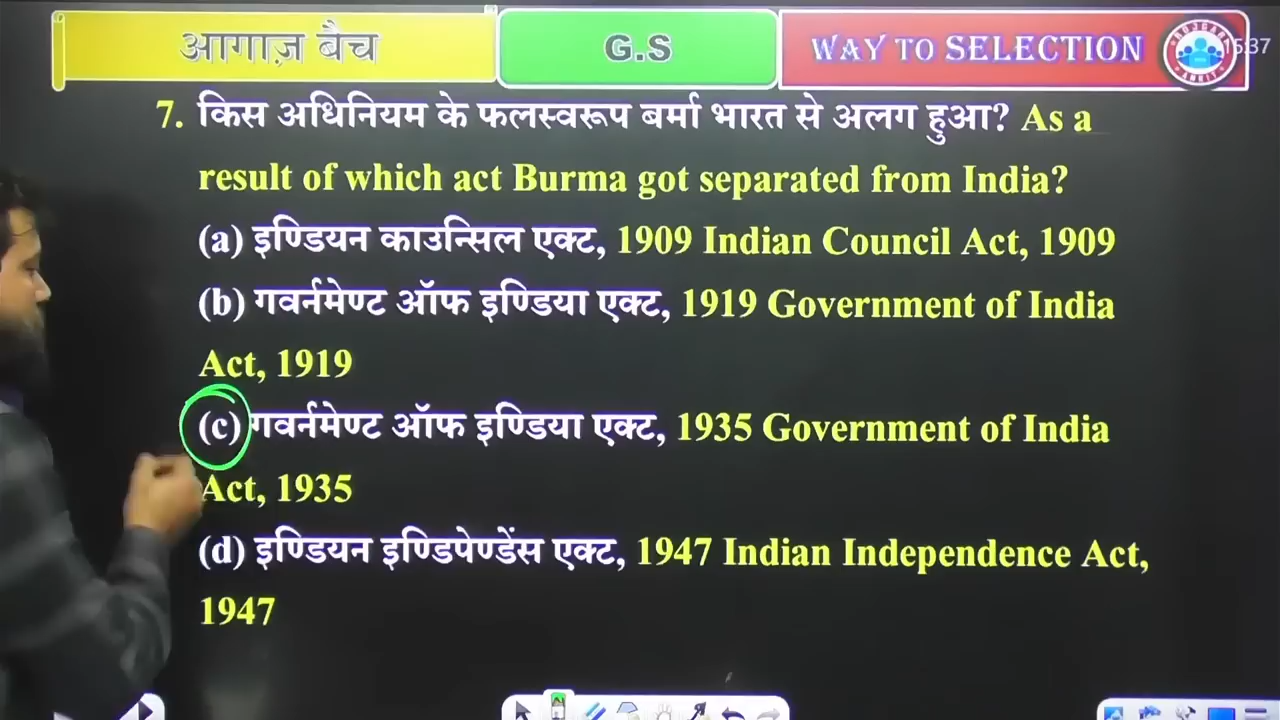 आगाज़ बैच
G.S
WAY TO SELECTION
15:37
7. किस अधिनियम के फलस्वरूप बर्मा भारत से अलग हुआ? As a
result of which act Burma got separated from India?
(a) इण्डियन काउन्सिल एक्ट, 1909 Indian Council Act, 1909
(b) गवर्नमेण्ट ऑफ इण्डिया एक्ट, 1919 Government of India
Act, 1919
(c) गवर्नमेण्ट ऑफ इण्डिया एक्ट, 1935 Government of India
Act, 1935
(d) इण्डियन इण्डिपेण्डेंस एक्ट, 1947 Indian Independence Act,
1947